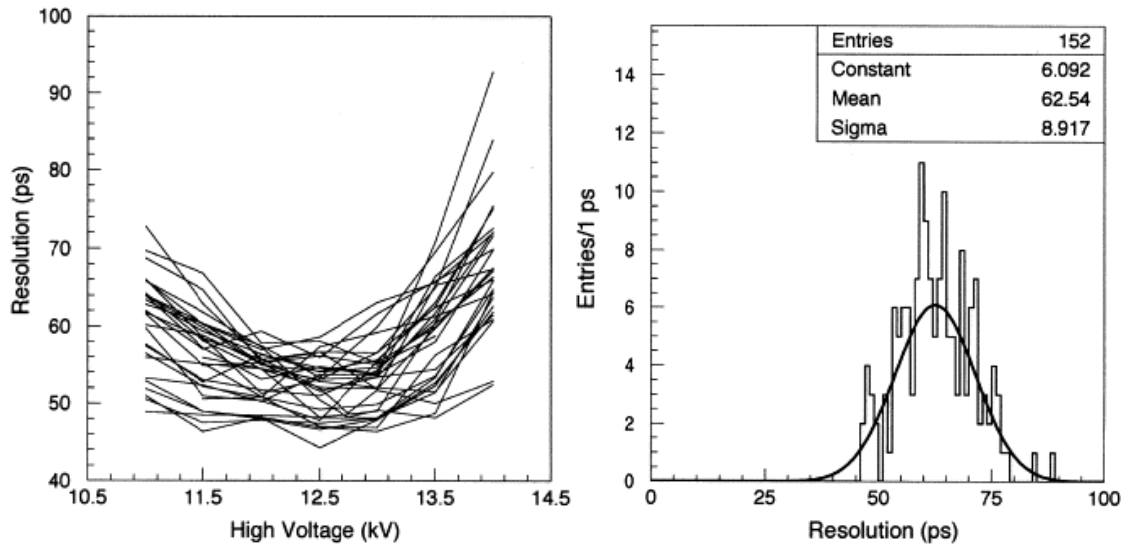 100
90
80
70
60
50
40
10.5 11.5 12.5 13.5 14.5
High Voltage (kV)
Resolution (ps)
Entries 152
Constant 6.092
Mean 62.54
Sigma 8.917
14
12
10
8
6
4
2
0
0 25 50 75 100
Resolution (ps)
Entries/1 ps